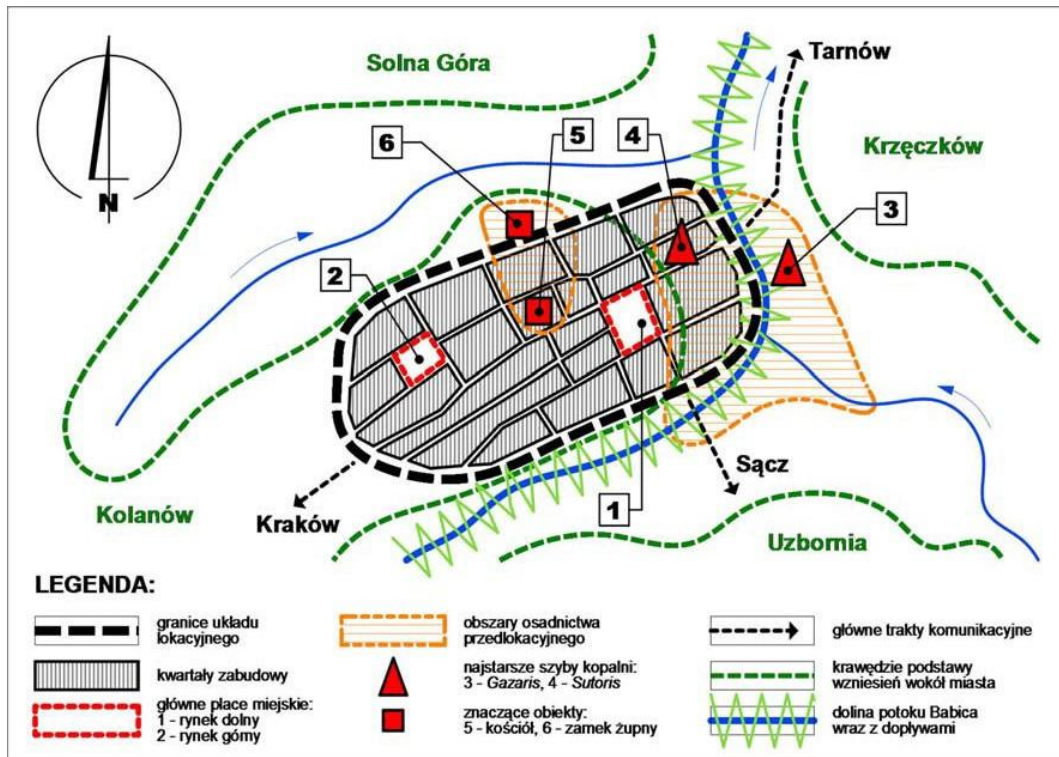 Solna Góra
Tarnów
Krzęczków
6
5
4
3
2
1
N
Kolanów
Kraków
Sącz
Uzbornia
LEGENDA:
granice układu
lokacyjnego
kwartały zabudowy
główne place miejskie:
1 - rynek dolny
2 - rynek górny
obszary osadnictwa
przedlokacyjnego
najstarsze szyby kopalni:
3 - Gazaris, 4 - Sutoris
znaczące obiekty:
5 - kościół, 6 - zamek żupny
główne trakty komunikacyjne
krawędzie podstawy
wzniesień wokół miasta
dolina potoku Babica
wraz z dopływami